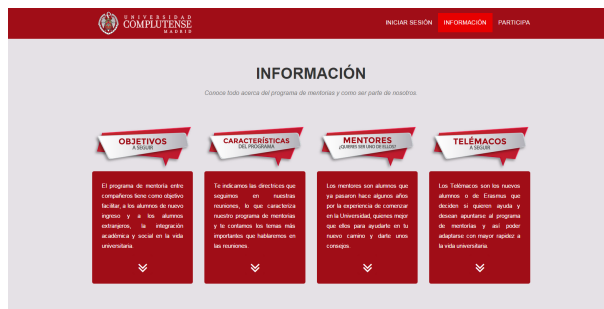 UNIVERSIDAD
COMPLUTENSE
MADRID
INICIAR SESIÓN INFORMACIÓN PARTICIPA
INFORMACIÓN
Conoce todo acerca del programa de mentorias y como ser parte de nosotros.
OBJETIVOS
A SEGUIR
El programa de mentoría entre
compañeros tiene como objetivo
facilitar, a los alumnos de nuevo
ingreso y a los alumnos
extranjeros, la integración
académica y social en la vida
universitaria.
CARACTERÍSTICAS
DEL PROGRAMA
Te indicamos las directrices que
seguimos en nuestras
reuniones, lo que caracteriza
nuestro programa de mentorias
y te contamos los temas más
importantes que hablaremos en
las reuniones.
MENTORES
¿QUIERES SER UNO DE ELLOS?
Los mentores son alumnos que
ya pasaron hace algunos años
por la experiencia de comenzar
en la Universidad, quienes mejor
que ellos para ayudarte en tu
nuevo camino y darte unos
consejos.
TELÉMACOS
A SEGUIR
Los Telémacos son los nuevos
alumnos o de Erasmus que
deciden si quieren ayuda y
desean apuntarse al programa
de mentorias y así poder
adaptarse con mayor rapidez a
la vida universitaria.